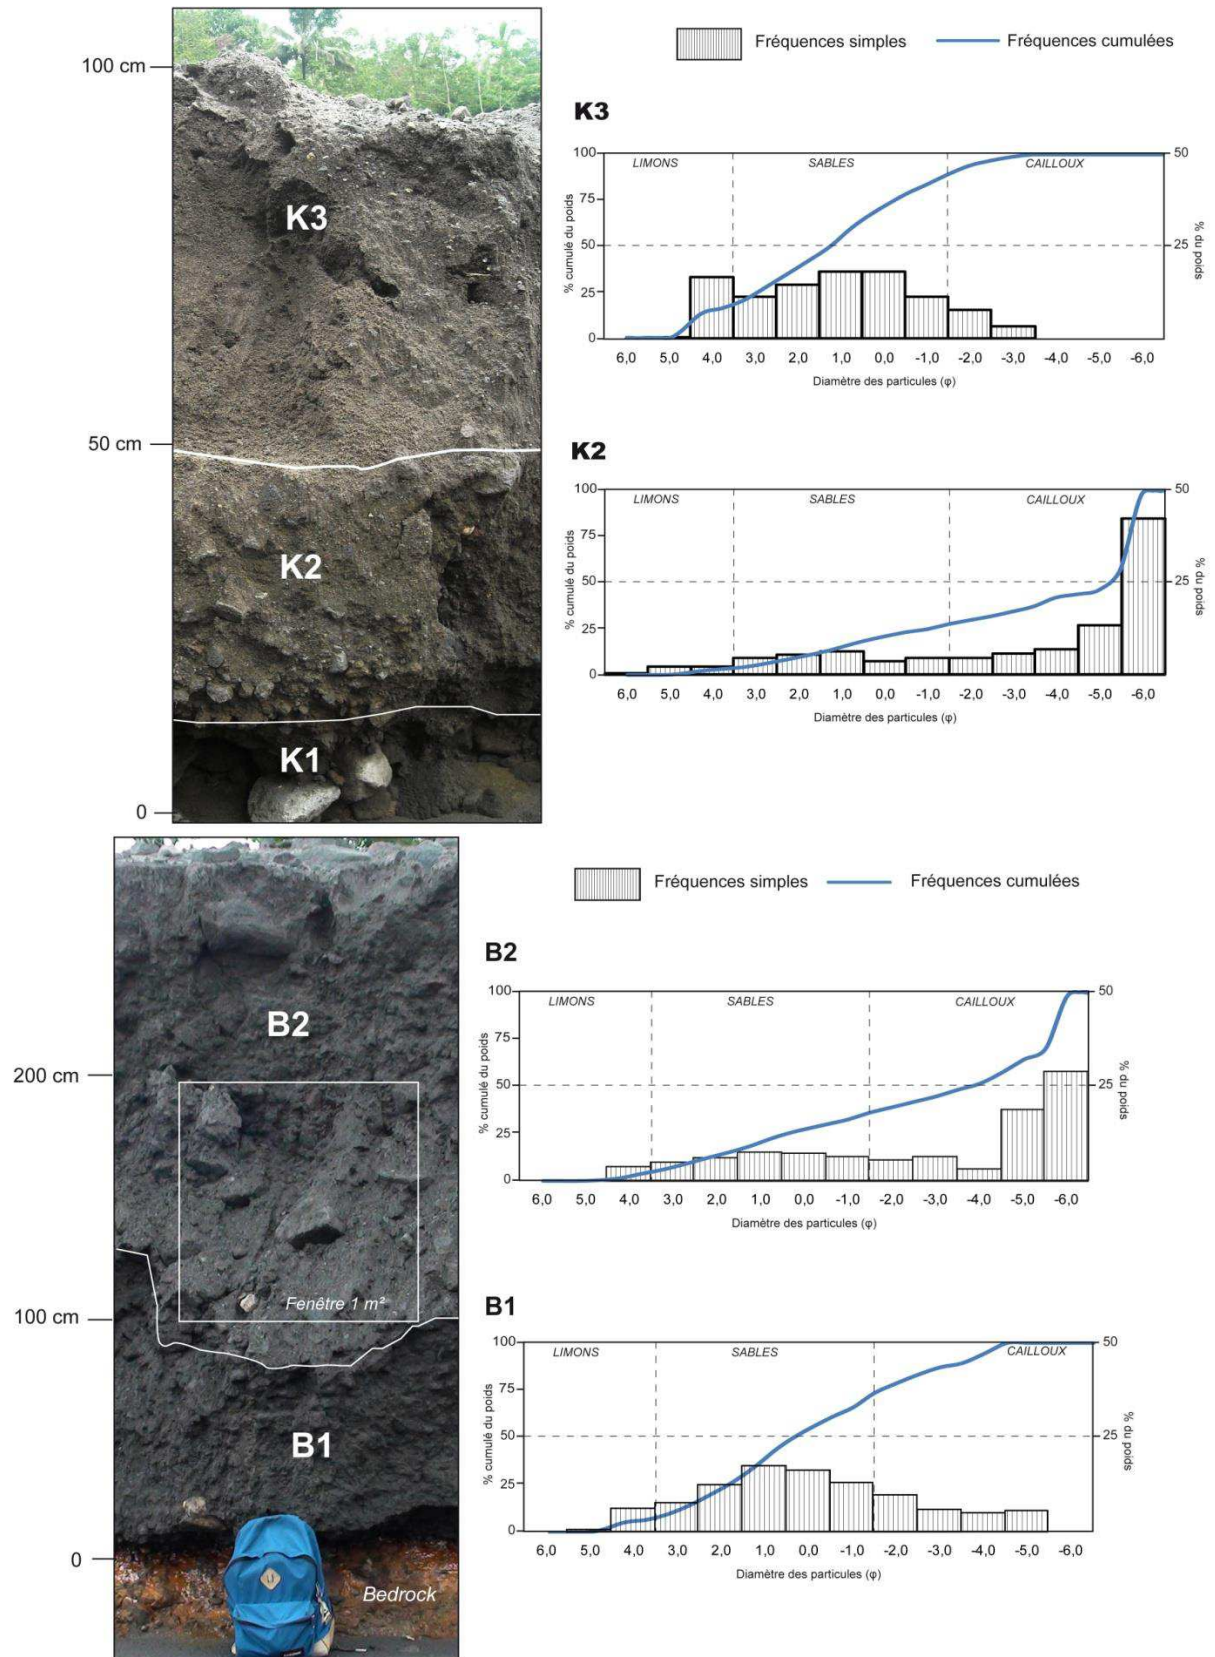 Fréquences simples Fréquences cumulées
100 cm
50 cm
0
K3
K2
K1
K3
LIMONS SABLES CAILLOUX
% cumulé du poids
100
75
50
25
0
50
25
% du poids
6,0 5,0 4,0 3,0 2,0 1,0 0,0 -1,0 -2,0 -3,0 -4,0 -5,0 -6,0
Diamètre des particules (φ)
K2
LIMONS SABLES CAILLOUX
% cumulé du poids
100
75
50
25
0
50
25
% du poids
6,0 5,0 4,0 3,0 2,0 1,0 0,0 -1,0 -2,0 -3,0 -4,0 -5,0 -6,0
Diamètre des particules (φ)
Fréquences simples Fréquences cumulées
200 cm
100 cm
0
B2
Fenêtre 1 m²
B1
Bedrock
B2
LIMONS SABLES CAILLOUX
% cumulé du poids
100
75
50
25
0
50
25
% du poids
6,0 5,0 4,0 3,0 2,0 1,0 0,0 -1,0 -2,0 -3,0 -4,0 -5,0 -6,0
Diamètre des particules (φ)
B1
LIMONS SABLES CAILLOUX
% cumulé du poids
100
75
50
25
0
50
25
% du poids
6,0 5,0 4,0 3,0 2,0 1,0 0,0 -1,0 -2,0 -3,0 -4,0 -5,0 -6,0
Diamètre des particules (φ)